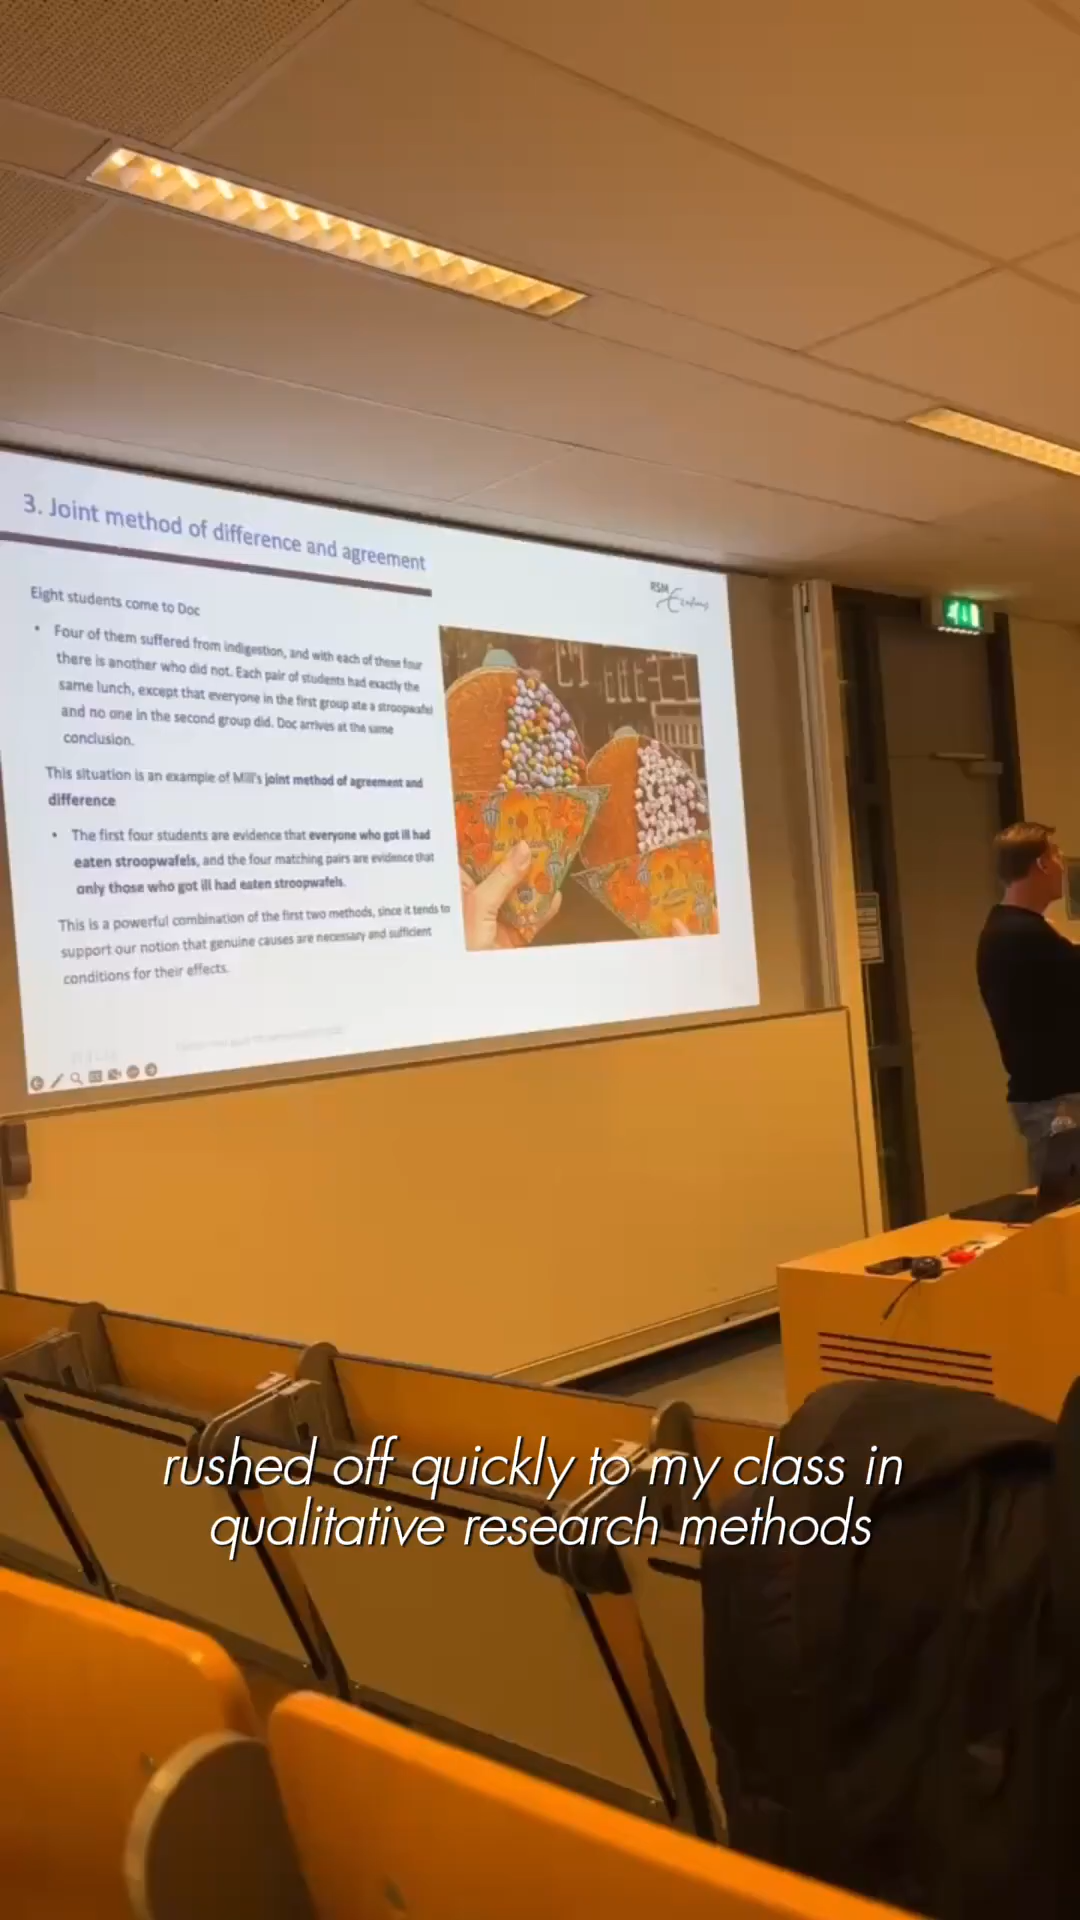 3. Joint method of difference and agreement
RSM
Erasmus
Eight students come to Doc
• Four of them suffered from indigestion, and with each of these four
there is another who did not. Each pair of students had exactly the
same lunch, except that everyone in the first group ate a stroopwafel
and no one in the second group did. Doc arrives at the same
conclusion.
This situation is an example of Mill's joint method of agreement and
difference
• The first four students are evidence that everyone who got ill had
eaten stroopwafels, and the four matching pairs are evidence that
only those who got ill had eaten stroopwafels.
This is a powerful combination of the first two methods, since it tends to
support our notion that genuine causes are necessary and sufficient
conditions for their effects.
rushed off quickly to my class in
qualitative research methods